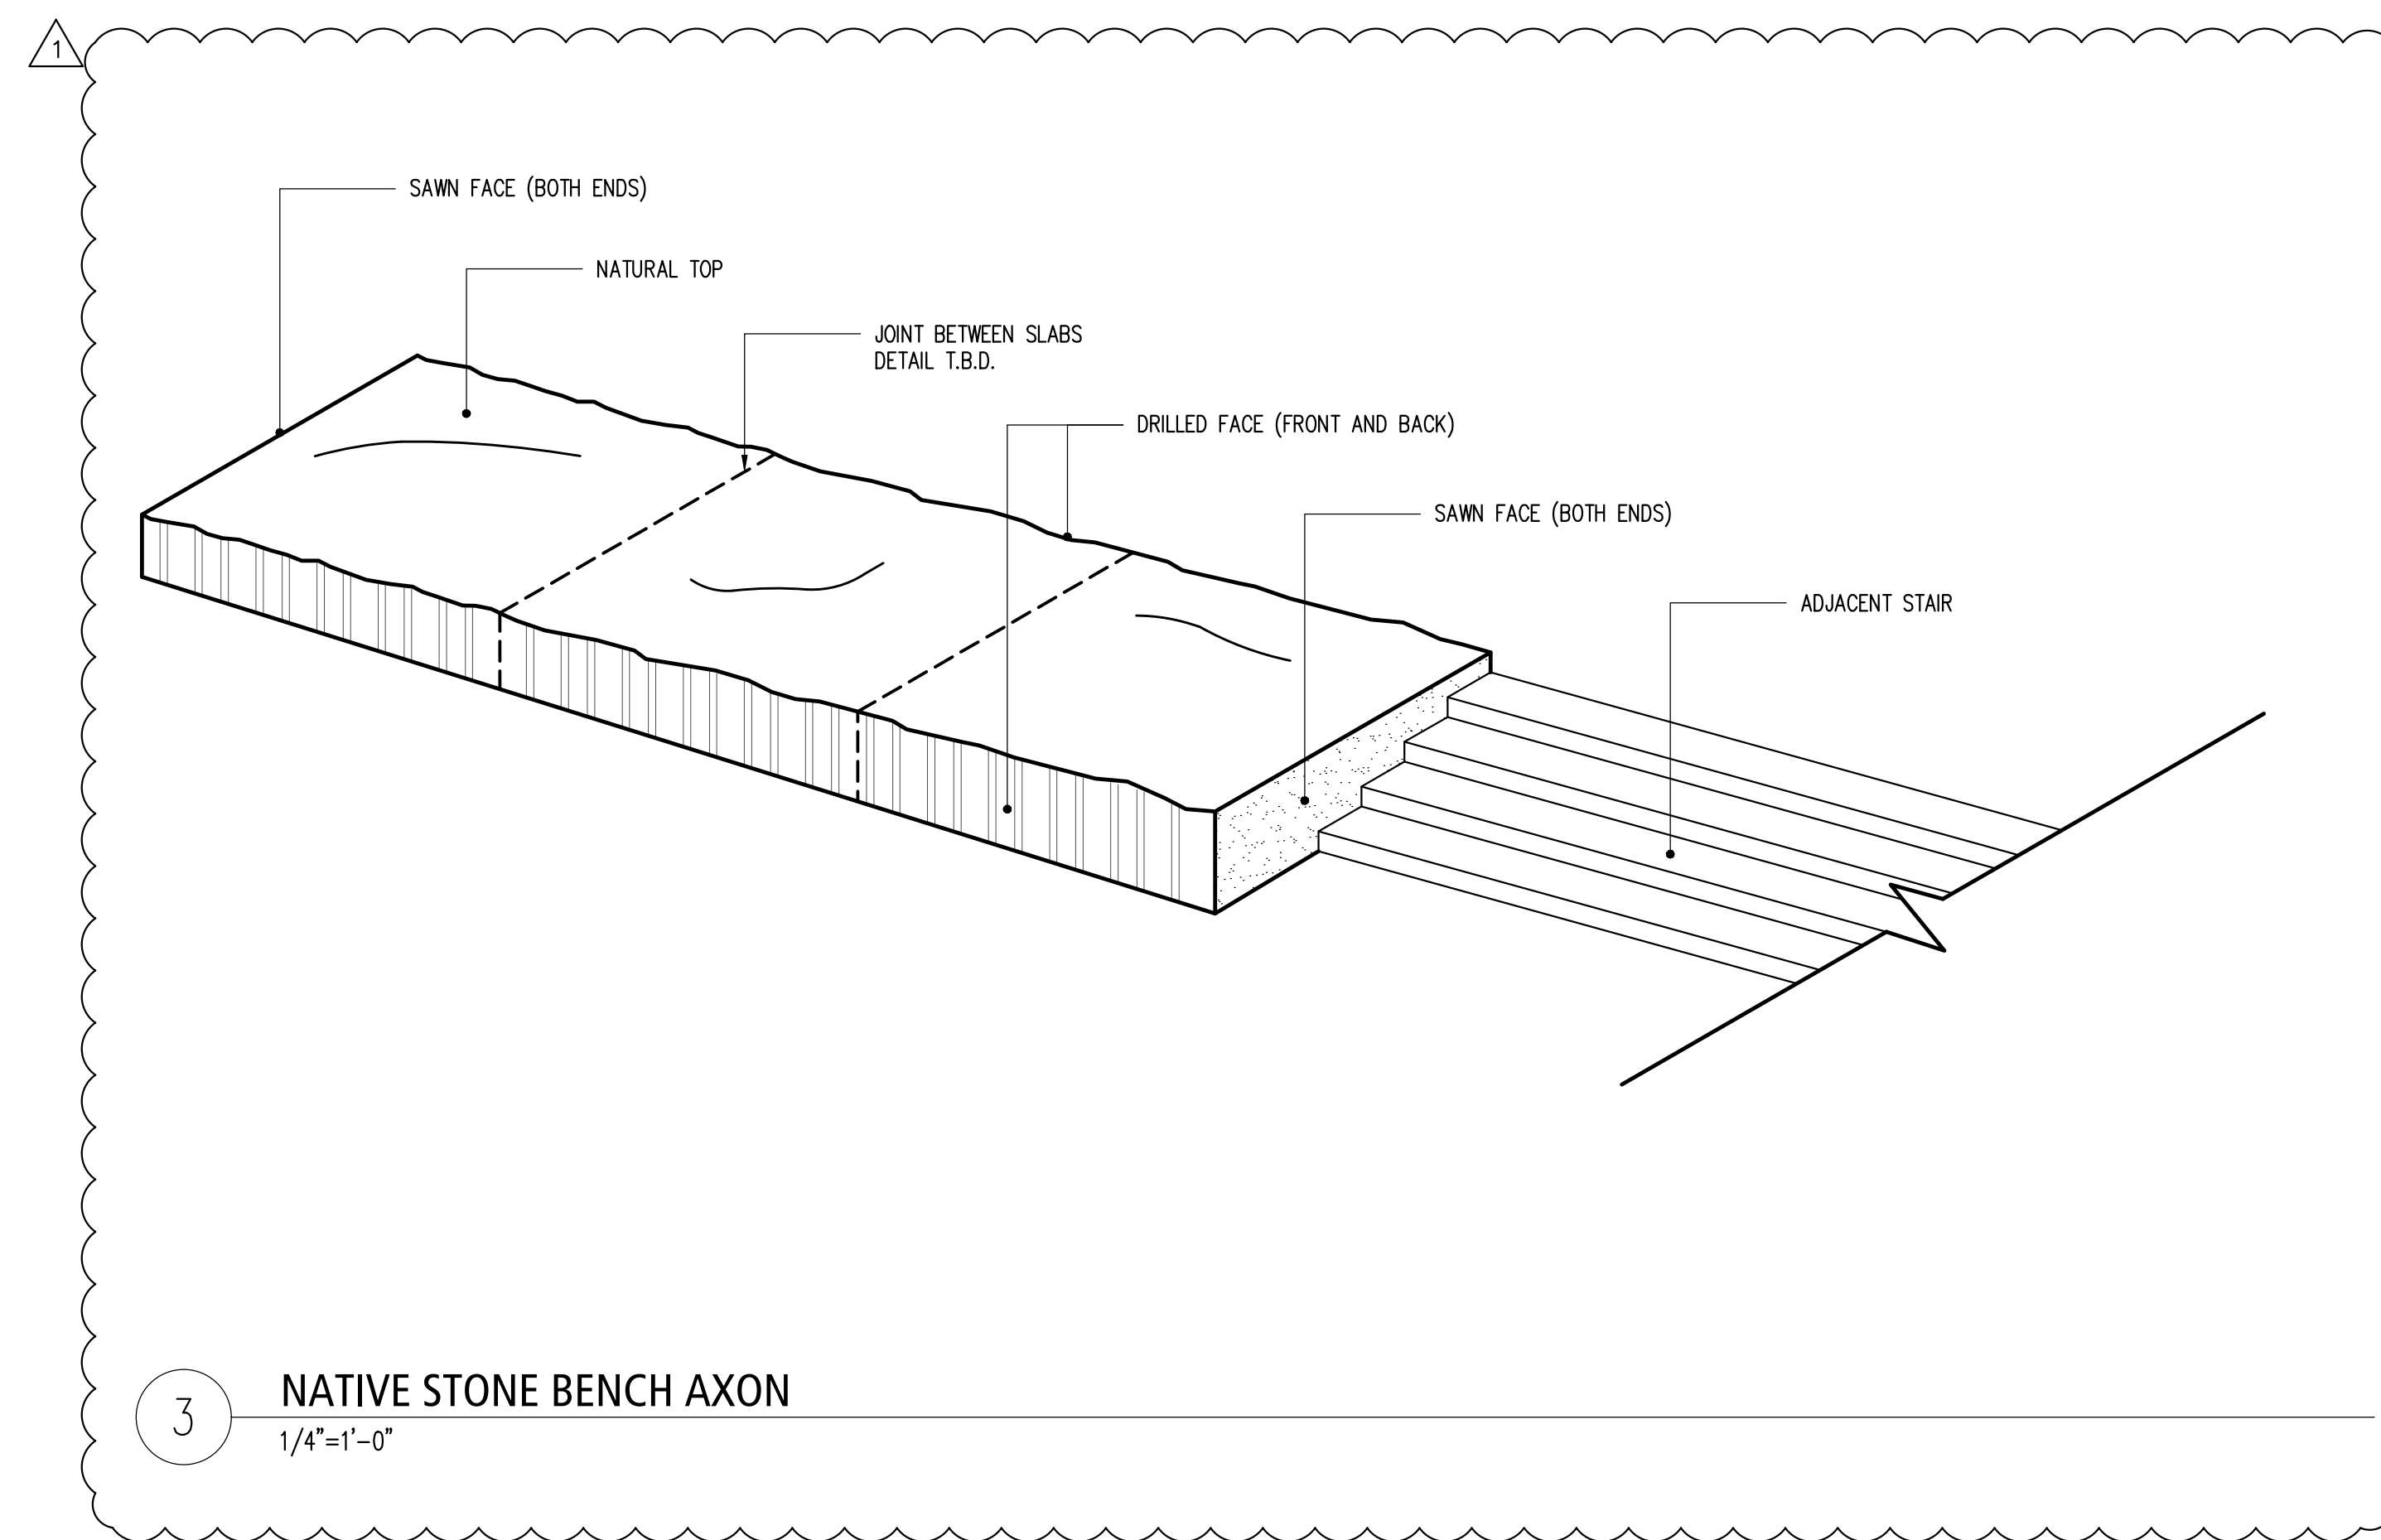 1
SAWN FACE (BOTH ENDS)
NATURAL TOP
JOINT BETWEEN SLABS
DETAIL T.B.D.
DRILLED FACE (FRONT AND BACK)
SAWN FACE (BOTH ENDS)
ADJACENT STAIR
3
NATIVE STONE BENCH AXON
1/4"=1'-0"